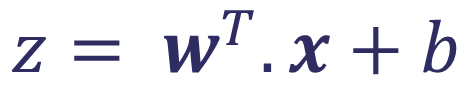 z = w^T . x + b